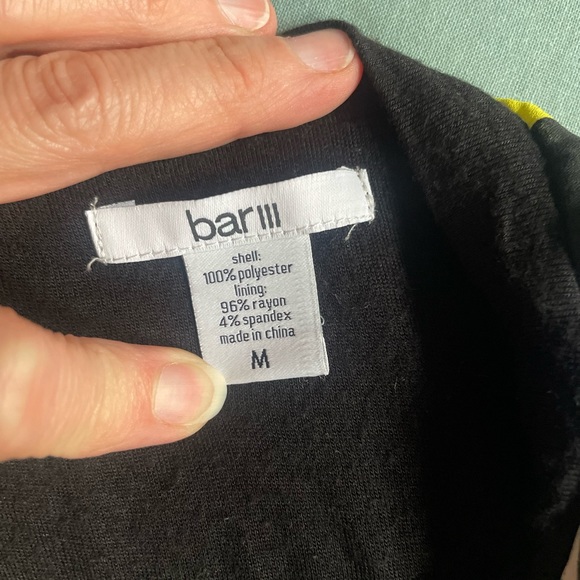 bar III
shell:
100% polyester
lining:
96% rayon
4% spandex
made in china
M